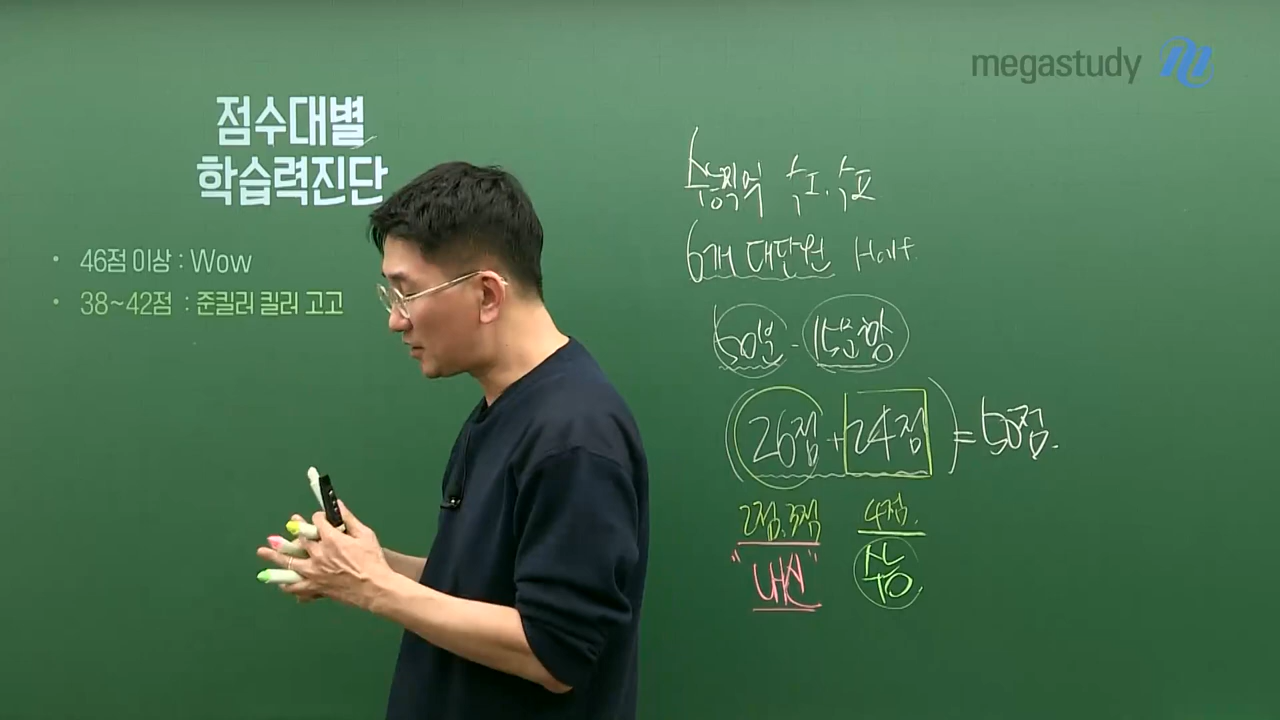 megastudy
점수대별
학습력진단
• 46점 이상 : Wow
• 38~42점 : 준킬러 킬러 고고
수직위 수I. 수II
6개 대단원 Half.
50분 - 15문항
(26점 + 24점) = 50점.
2점.3점 4점.
"내신" 수능